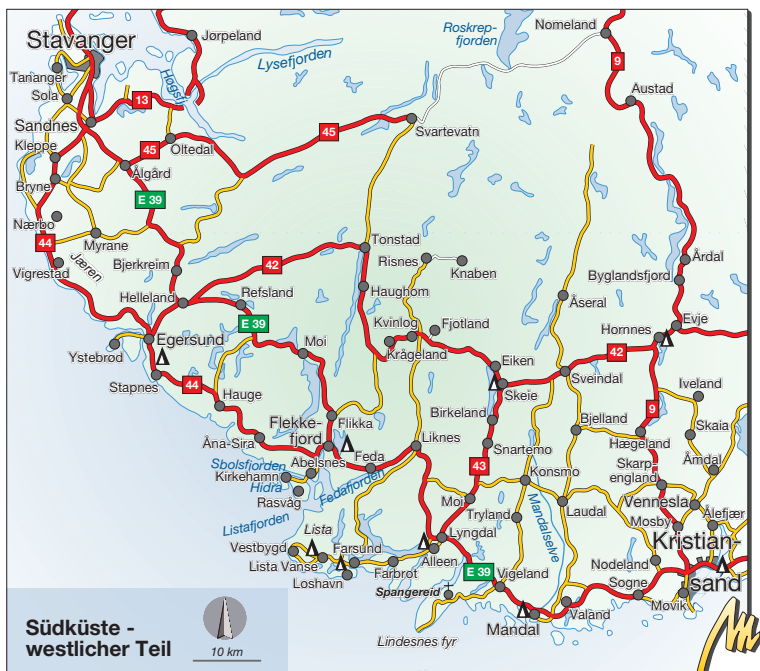 Roskrep-
fjorden
Nomeland
Stavanger
Jørpeland
Lysefjorden
9
Tananger
Høgsfj.
Sola
13
Austad
Sandnes
45
Svartevatn
Kleppe
45
Oltedal
Ålgård
Bryne
E 39
Nærbo
44
Myrane
Tonstad
Jæren
Risnes
Knaben
Årdal
Vigrestad
Bjerkreim
42
Byglandsfjord
Haughom
Helleland
Refsland
Åseral
E 39
Kvinlog
Fjotland
Hornnes
Evje
Egersund
Moi
Krågeland
42
Ystebrød
Eiken
Sveindal
Stapnes
44
Skeie
Iveland
Hauge
9
Birkeland
Bjelland
Flekke-
fjord
Flikka
Skaia
Åna-Sira
Liknes
Hægeland
Snartemo
Abelsnes
Feda
Åmdal
Sbolsfjorden
43
Konsmo
Skarp-
england
Kirkehamn
Hidra
Fedafjorden
Rasvåg
Moi
Mandalselve
Vennesla
Listafjorden
Tryland
Laudal
Ålefjær
Lista
Mosby
Vestbygd
Lyngdal
Kristian-
sand
Farsund
Lista Vanse
Alleen
Nodeland
Farbrot
E 39
Vigeland
Loshavn
Sogne
Spangereid
Valand
Møvik
Mandal
Lindesnes fyr
Südküste -
westlicher Teil
10 km